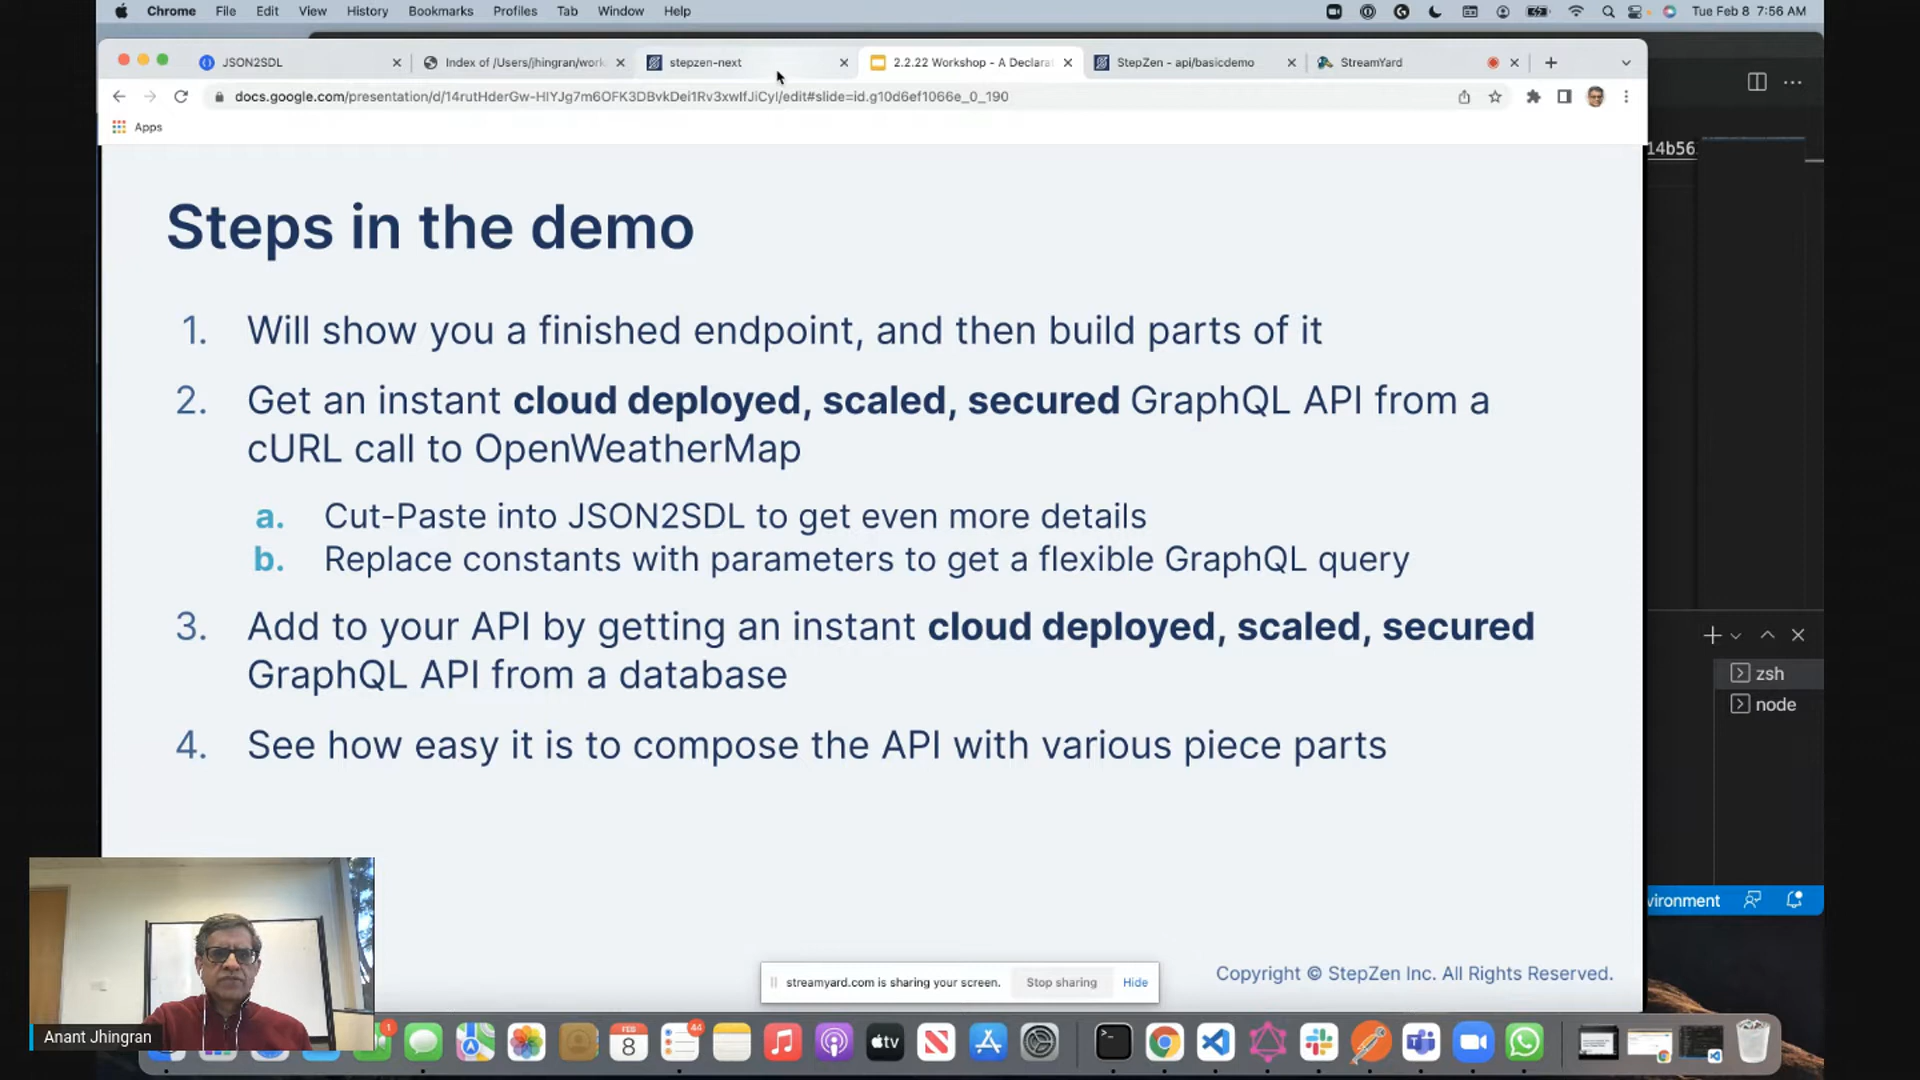 Chrome File Edit View History Bookmarks Profiles Tab Window Help Tue Feb 8 7:56 AM
JSON2SDL Index of /Users/jhingran/work stepzen-next 2.2.22 Workshop - A Declarat StepZen - api/basicdemo StreamYard
docs.google.com/presentation/d/14rutHderGw-HIYJg7m6OFK3DBvkDei1Rv3xwIfJiCyI/edit#slide=id.g10d6ef1066e_0_190
Apps
14b56
Steps in the demo
1. Will show you a finished endpoint, and then build parts of it
2. Get an instant cloud deployed, scaled, secured GraphQL API from a
cURL call to OpenWeatherMap
a. Cut-Paste into JSON2SDL to get even more details
b. Replace constants with parameters to get a flexible GraphQL query
3. Add to your API by getting an instant cloud deployed, scaled, secured
GraphQL API from a database
4. See how easy it is to compose the API with various piece parts
zsh
node
vironment
Copyright © StepZen Inc. All Rights Reserved.
streamyard.com is sharing your screen. Stop sharing Hide
Anant Jhingran
1
FEB
8
44
tv